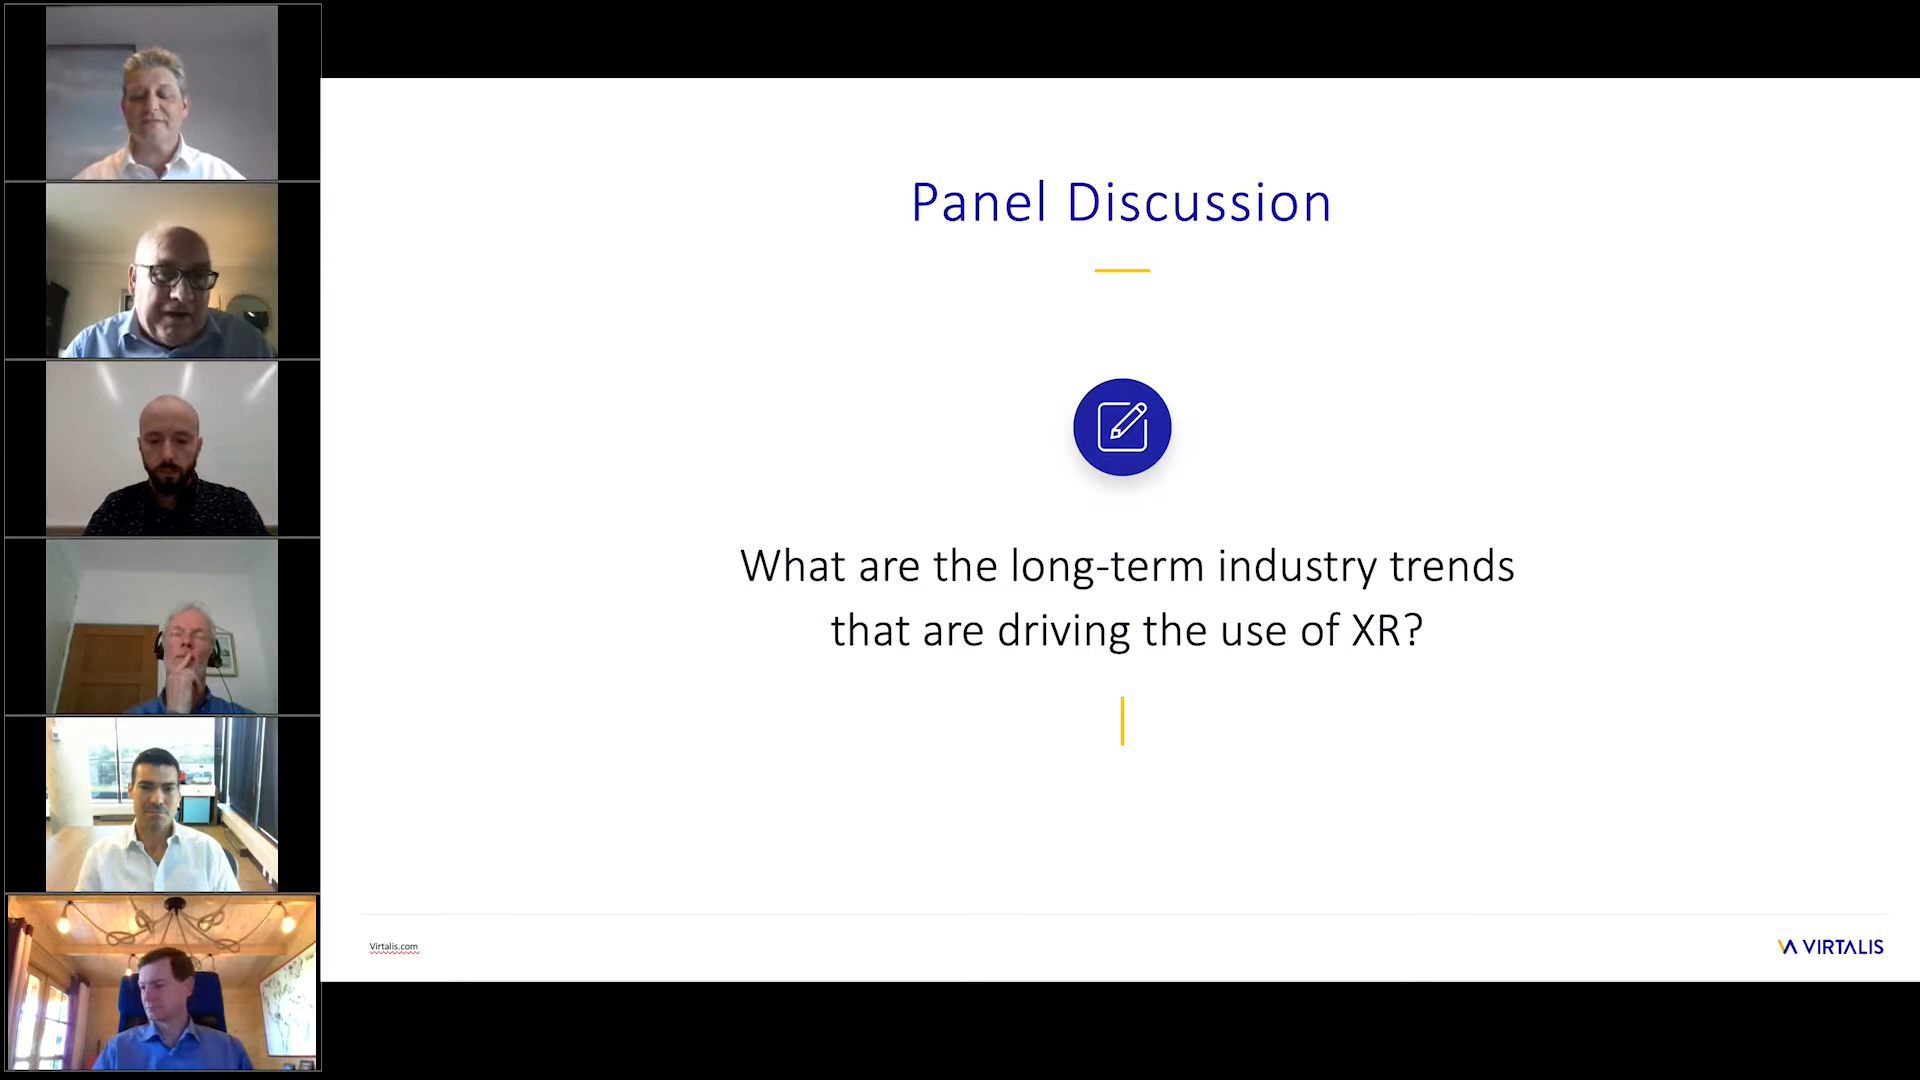 Panel Discussion
What are the long-term industry trends
that are driving the use of XR?
Virtalis.com
VIRTALIS